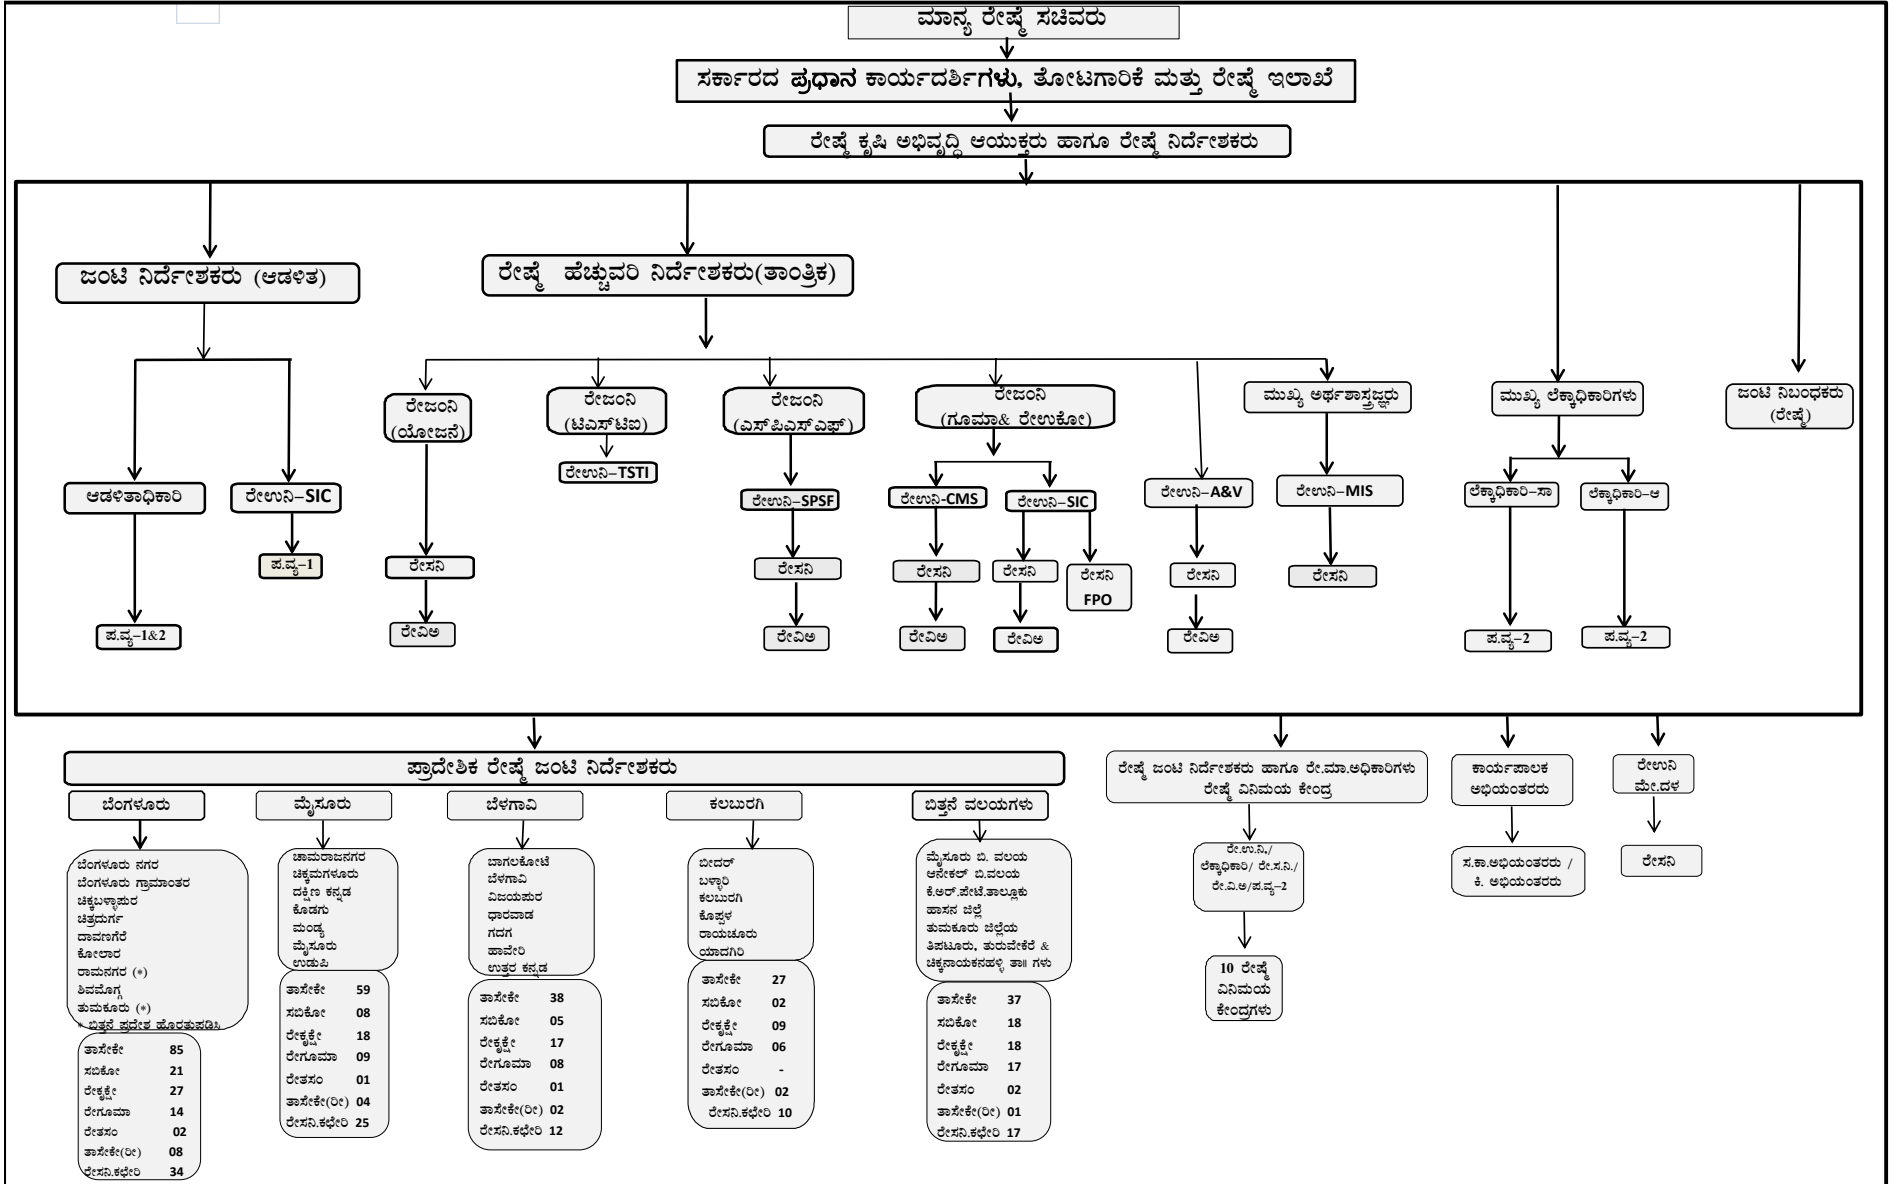 ಮಾನ್ಯ ರೇಷ್ಮೆ ಸಚಿವರು
ಸರ್ಕಾರದ ಪ್ರಧಾನ ಕಾರ್ಯದರ್ಶಿಗಳು, ತೋಟಗಾರಿಕೆ ಮತ್ತು ರೇಷ್ಮೆ ಇಲಾಖೆ
ರೇಷ್ಮೆ ಕೃಷಿ ಅಭಿವೃದ್ಧಿ ಆಯುಕ್ತರು ಹಾಗೂ ರೇಷ್ಮೆ ನಿರ್ದೇಶಕರು
ಜಂಟಿ ನಿರ್ದೇಶಕರು (ಆಡಳಿತ)
ರೇಷ್ಮೆ ಹೆಚ್ಚುವರಿ ನಿರ್ದೇಶಕರು(ತಾಂತ್ರಿಕ)
ರೇಜಂನಿ
(ಯೋಜನೆ)
ರೇಜಂನಿ
(ಟಿಎಸ್‌ಟಿಐ)
ರೇಜಂನಿ
(ಎಸ್‌ಪಿಎಸ್‌ಎಫ್)
ರೇಜಂನಿ
(ಗೂಮಾ& ರೇಉಕೋ)
ಮುಖ್ಯ ಅರ್ಥಶಾಸ್ತ್ರಜ್ಞರು
ಮುಖ್ಯ ಲೆಕ್ಕಾಧಿಕಾರಿಗಳು
ಜಂಟಿ ನಿಬಂಧಕರು
(ರೇಷ್ಮೆ)
ಆಡಳಿತಾಧಿಕಾರಿ
ರೇಉನಿ–SIC
ರೇಉನಿ–TSTI
ರೇಉನಿ–SPSF
ರೇಉನಿ-CMS
ರೇಉನಿ–SIC
ರೇಉನಿ–A&V
ರೇಉನಿ–MIS
ಲೆಕ್ಕಾಧಿಕಾರಿ–ಸಾ
ಲೆಕ್ಕಾಧಿಕಾರಿ–ಆ
ಪ.ವ್ಯ–1
ರೇಸನಿ
ರೇಸನಿ
ರೇಸನಿ
ರೇಸನಿ
ರೇಸನಿ
FPO
ರೇಸನಿ
ರೇಸನಿ
ಪ.ವ್ಯ–1&2
ರೇವಿಅ
ರೇವಿಅ
ರೇವಿಅ
ರೇವಿಅ
ರೇವಿಅ
ಪ.ವ್ಯ–2
ಪ.ವ್ಯ–2
ಪ್ರಾದೇಶಿಕ ರೇಷ್ಮೆ ಜಂಟಿ ನಿರ್ದೇಶಕರು
ಬೆಂಗಳೂರು
ಬೆಂಗಳೂರು ನಗರ
ಬೆಂಗಳೂರು ಗ್ರಾಮಾಂತರ
ಚಿಕ್ಕಬಳ್ಳಾಪುರ
ಚಿತ್ರದುರ್ಗ
ದಾವಣಗೆರೆ
ಕೋಲಾರ
ರಾಮನಗರ (*)
ಶಿವಮೊಗ್ಗ
ತುಮಕೂರು (*)
* ಬಿತ್ತನೆ ಪ್ರದೇಶ ಹೊರತುಪಡಿಸಿ
ತಾಸೇಕೇ 85
ಸಬಿಕೋ 21
ರೇಕೃಕ್ಷೇ 27
ರೇಗೂಮಾ 14
ರೇತಸಂ 02
ತಾಸೇಕೇ(ರೀ) 08
ರೇಸನಿ.ಕಛೇರಿ 34
ಮೈಸೂರು
ಚಾಮರಾಜನಗರ
ಚಿಕ್ಕಮಗಳೂರು
ದಕ್ಷಿಣ ಕನ್ನಡ
ಕೊಡಗು
ಮಂಡ್ಯ
ಮೈಸೂರು
ಉಡುಪಿ
ತಾಸೇಕೇ 59
ಸಬಿಕೋ 08
ರೇಕೃಕ್ಷೇ 18
ರೇಗೂಮಾ 09
ರೇತಸಂ 01
ತಾಸೇಕೇ(ರೀ) 04
ರೇಸನಿ.ಕಛೇರಿ 25
ಬೆಳಗಾವಿ
ಬಾಗಲಕೋಟೆ
ಬೆಳಗಾವಿ
ವಿಜಯಪುರ
ಧಾರವಾಡ
ಗದಗ
ಹಾವೇರಿ
ಉತ್ತರ ಕನ್ನಡ
ತಾಸೇಕೇ 38
ಸಬಿಕೋ 05
ರೇಕೃಕ್ಷೇ 17
ರೇಗೂಮಾ 08
ರೇತಸಂ 01
ತಾಸೇಕೇ(ರೀ) 02
ರೇಸನಿ.ಕಛೇರಿ 12
ಕಲಬುರಗಿ
ಬೀದರ್
ಬಳ್ಳಾರಿ
ಕಲಬುರಗಿ
ಕೊಪ್ಪಳ
ರಾಯಚೂರು
ಯಾದಗಿರಿ
ತಾಸೇಕೇ 27
ಸಬಿಕೋ 02
ರೇಕೃಕ್ಷೇ 09
ರೇಗೂಮಾ 06
ರೇತಸಂ -
ತಾಸೇಕೇ(ರೀ) 02
ರೇಸನಿ.ಕಛೇರಿ 10
ಬಿತ್ತನೆ ವಲಯಗಳು
ಮೈಸೂರು ಬಿ. ವಲಯ
ಆನೇಕಲ್ ಬಿ.ವಲಯ
ಕೆ.ಆರ್.ಪೇಟೆ.ತಾಲ್ಲೂಕು
ಹಾಸನ ಜಿಲ್ಲೆ
ತುಮಕೂರು ಜಿಲ್ಲೆಯ
ತಿಪಟೂರು, ತುರುವೇಕೆರೆ &
ಚಿಕ್ಕನಾಯಕನಹಳ್ಳಿ ತಾ॥ ಗಳು
ತಾಸೇಕೇ 37
ಸಬಿಕೋ 18
ರೇಕೃಕ್ಷೇ 18
ರೇಗೂಮಾ 17
ರೇತಸಂ 02
ತಾಸೇಕೇ(ರೀ) 01
ರೇಸನಿ.ಕಛೇರಿ 17
ರೇಷ್ಮೆ ಜಂಟಿ ನಿರ್ದೇಶಕರು ಹಾಗೂ ರೇ.ಮಾ.ಅಧಿಕಾರಿಗಳು
ರೇಷ್ಮೆ ವಿನಿಮಯ ಕೇಂದ್ರ
ರೇ.ಉ.ನಿ./
ಲೆಕ್ಕಾಧಿಕಾರಿ/ ರೇ.ಸ.ನಿ./
ರೇ.ವಿ.ಅ/ಪ.ವ್ಯ–2
10 ರೇಷ್ಮೆ
ವಿನಿಮಯ
ಕೇಂದ್ರಗಳು
ಕಾರ್ಯಪಾಲಕ
ಅಭಿಯಂತರರು
ಸ.ಕಾ.ಅಭಿಯಂತರರು /
ಕಿ. ಅಭಿಯಂತರರು
ರೇಉನಿ
ಮೇ.ದಳ
ರೇಸನಿ